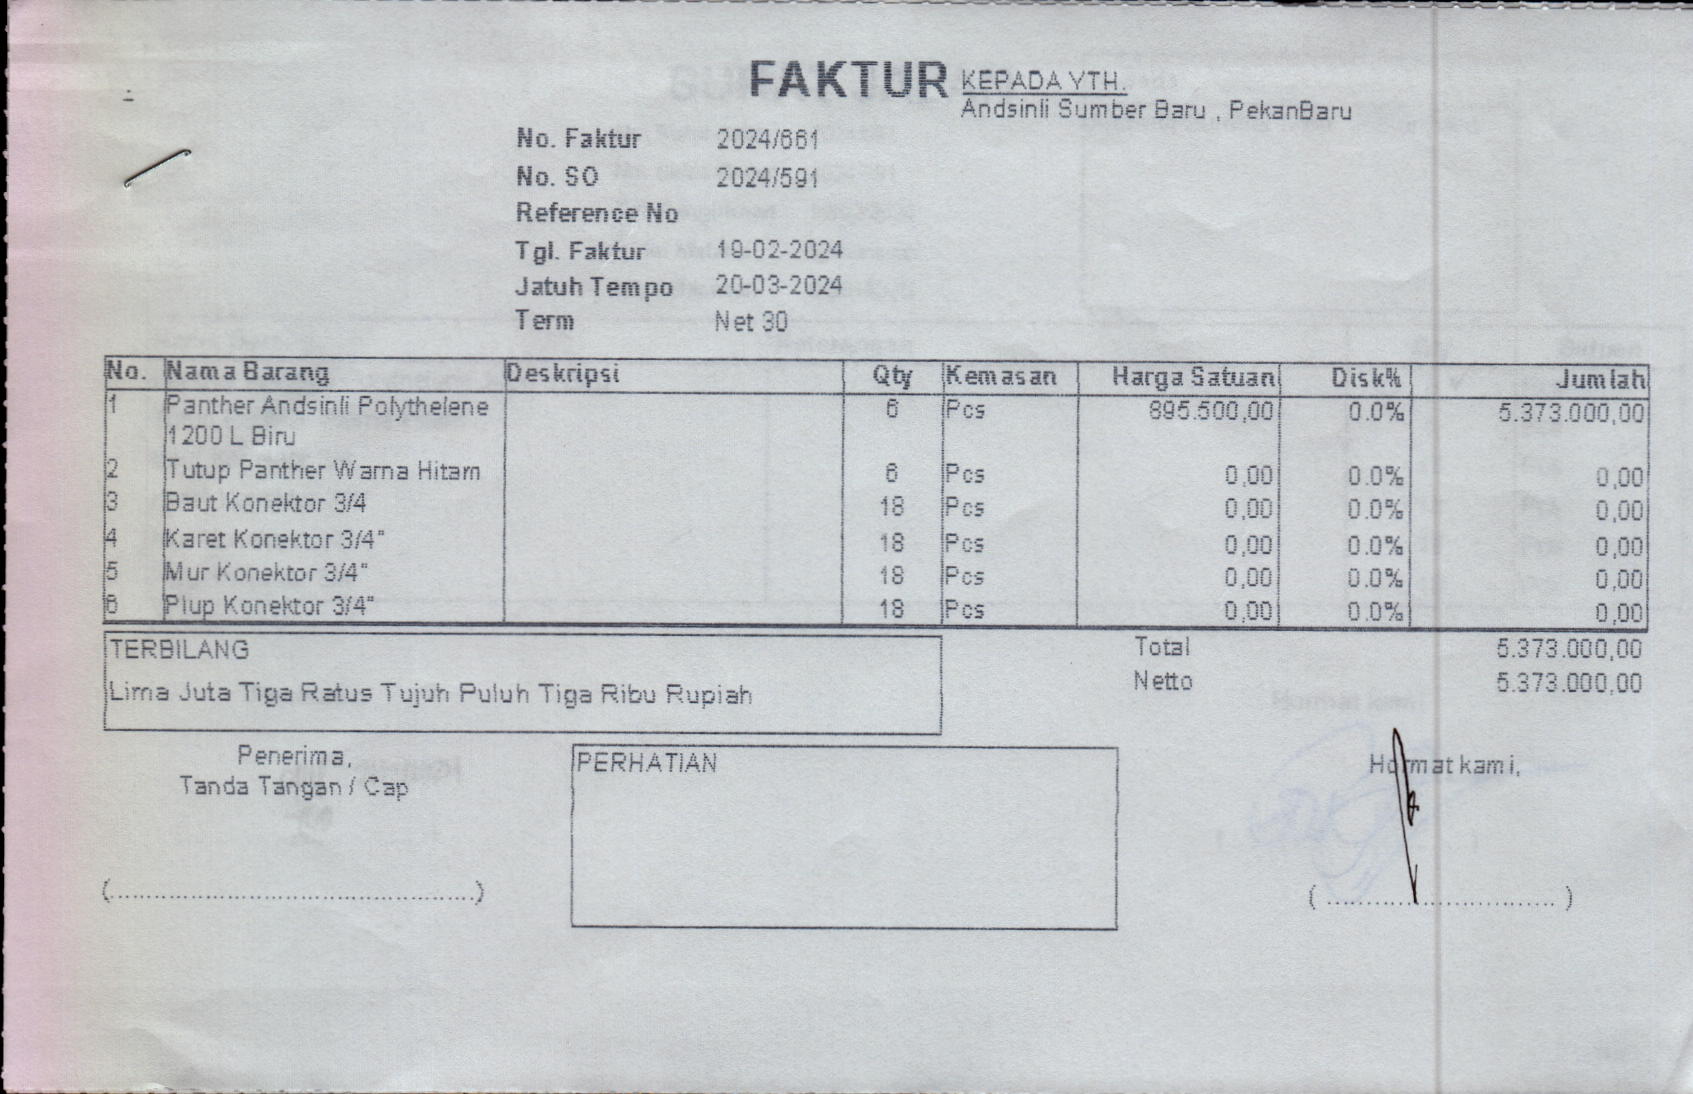 FAKTUR
KEPADA YTH.
Andsinli Sumber Baru , PekanBaru
No. Faktur 2024/661
No. SO 2024/591
Reference No
Tgl. Faktur 19-02-2024
Jatuh Tempo 20-03-2024
Term Net 30
No. Nama Barang Deskripsi Qty Kemasan Harga Satuan Disk% Jumlah
1 Panther Andsinli Polythelene 6 Pcs 895.500,00 0.0% 5.373.000,00
1200 L Biru
2 Tutup Panther Warna Hitam 6 Pcs 0,00 0.0% 0,00
3 Baut Konektor 3/4 18 Pcs 0,00 0.0% 0,00
4 Karet Konektor 3/4" 18 Pcs 0,00 0.0% 0,00
5 Mur Konektor 3/4" 18 Pcs 0,00 0.0% 0,00
6 Plup Konektor 3/4" 18 Pcs 0,00 0.0% 0,00
TERBILANG
Lima Juta Tiga Ratus Tujuh Puluh Tiga Ribu Rupiah
Total 5.373.000,00
Netto 5.373.000,00
Penerima,
Tanda Tangan / Cap
PERHATIAN
Hormat kami,
(................................................)
( ............................... )